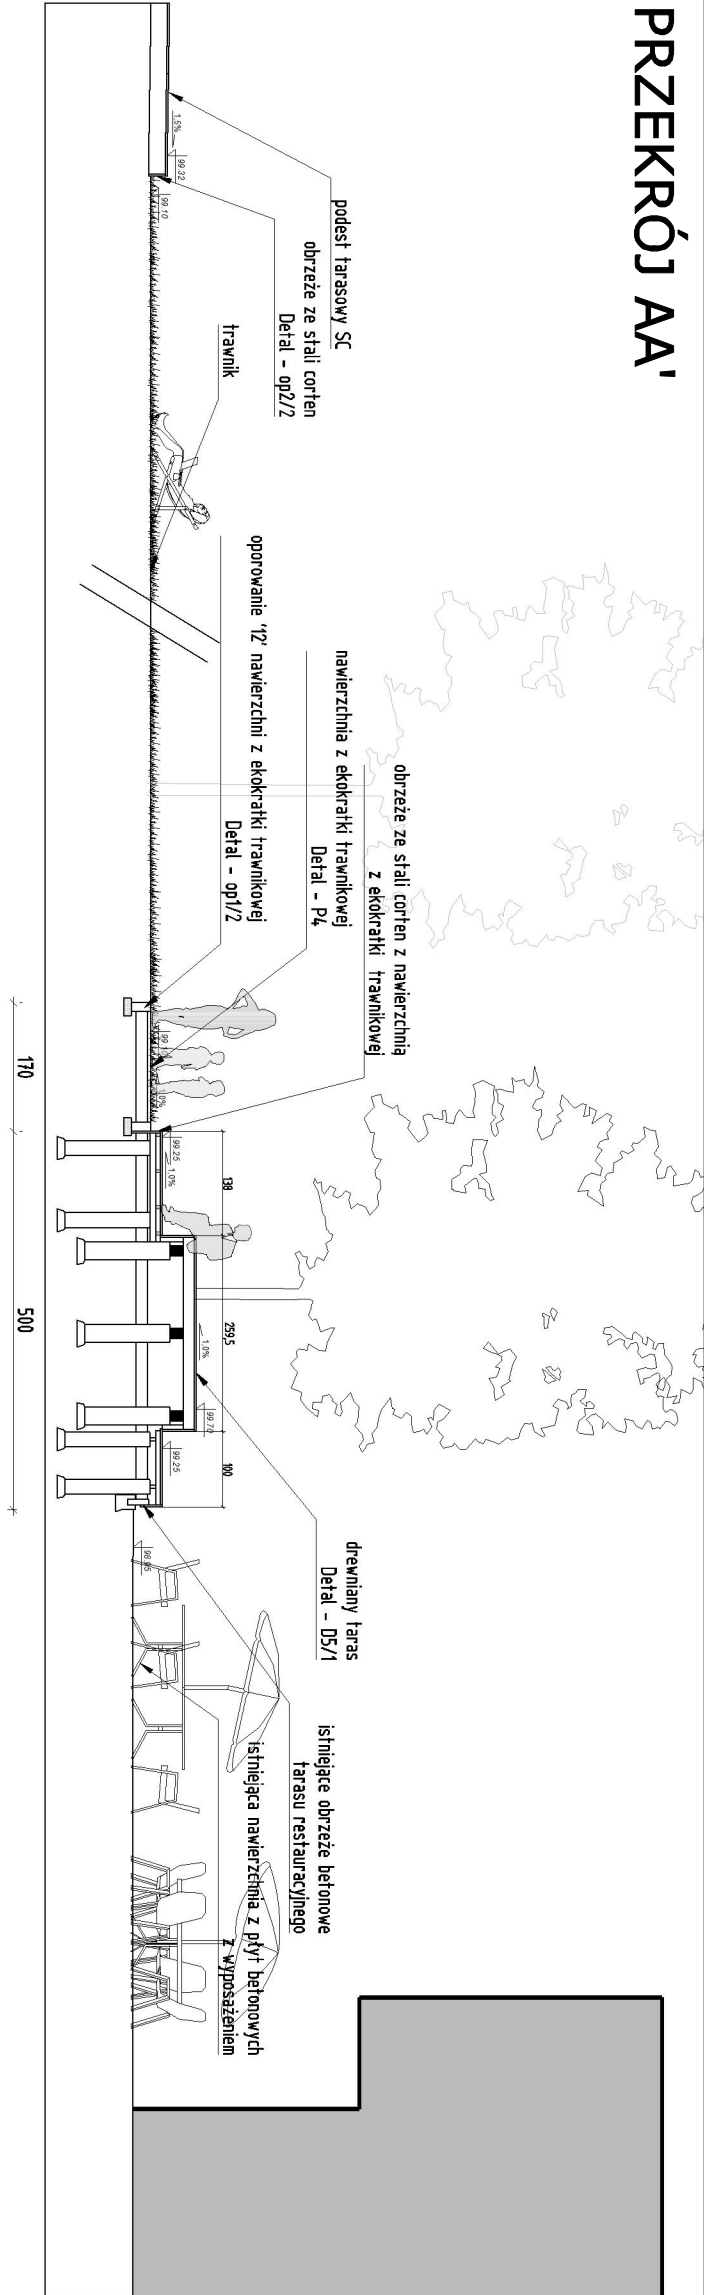 PRZEKRÓJ AA'
podest tarasowy SC
obrzeże ze stali corten
Detal - op2/2
trawnik
1.5%
99.32
99.10
oporowanie '12' nawierzchni z ekokratki trawnikowej
Detal - op1/2
nawierzchnia z ekokratki trawnikowej
Detal - P4
obrzeże ze stali corten z nawierzchnią
z ekokratki trawnikowej
1.0%
99.25
1.0%
138
259,5
1.0%
99.70
99.25
100
170
500
drewniany taras
Detal - D5/1
98.95
istniejące obrzeże betonowe
tarasu restauracyjnego
istniejąca nawierzchnia z płyt betonowych
z wyposażeniem